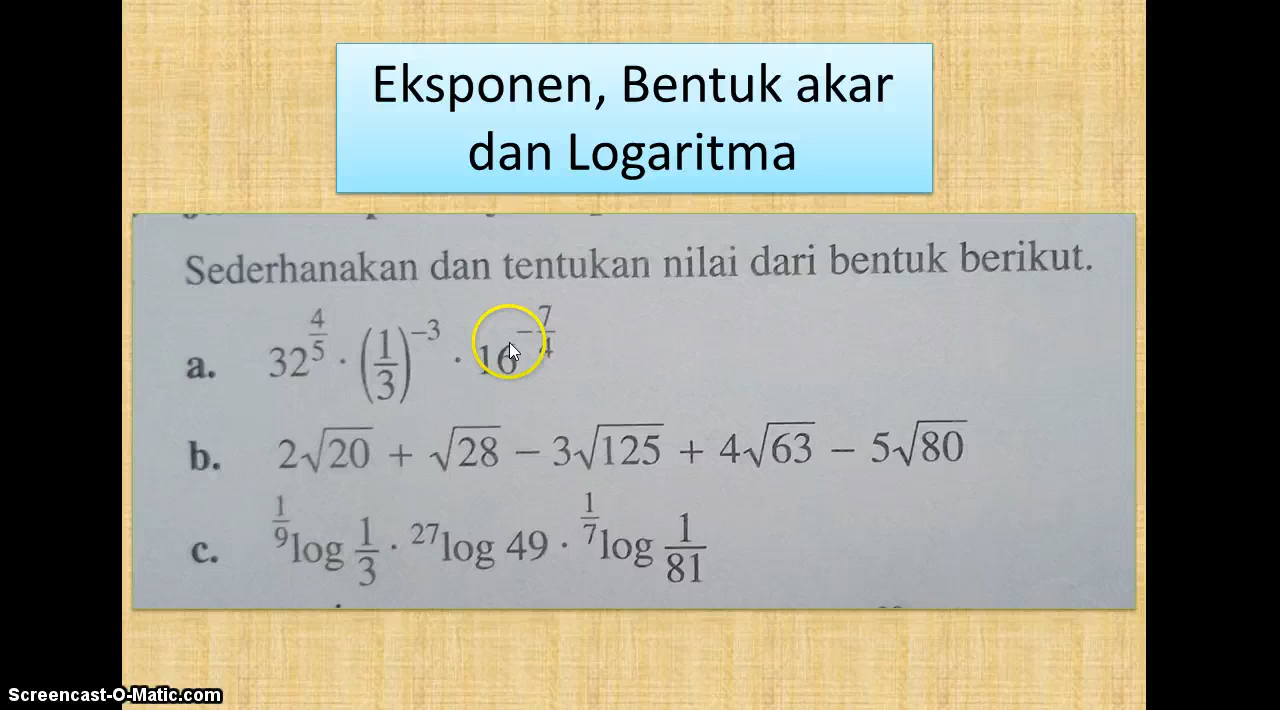 Eksponen, Bentuk akar
dan Logaritma
Sederhanakan dan tentukan nilai dari bentuk berikut.
a. 32^(4/5) · (1/3)^(−3) · 16^(−7/4)
b. 2√20 + √28 − 3√125 + 4√63 − 5√80
c. ^(1/9)log 1/3 · ^(27)log 49 · ^(1/7)log 1/81
Screencast-O-Matic.com